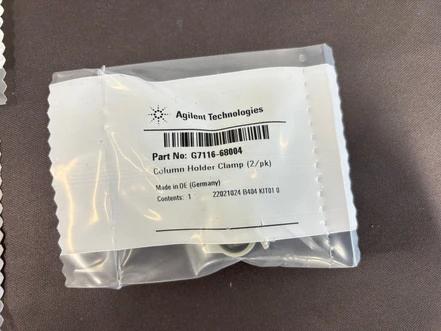 Agilent Technologies
Part No: G7116-68004
Column Holder Clamp (2/pk)
Made in DE (Germany)
Contents: 1 22021024 B404 KIT01 0